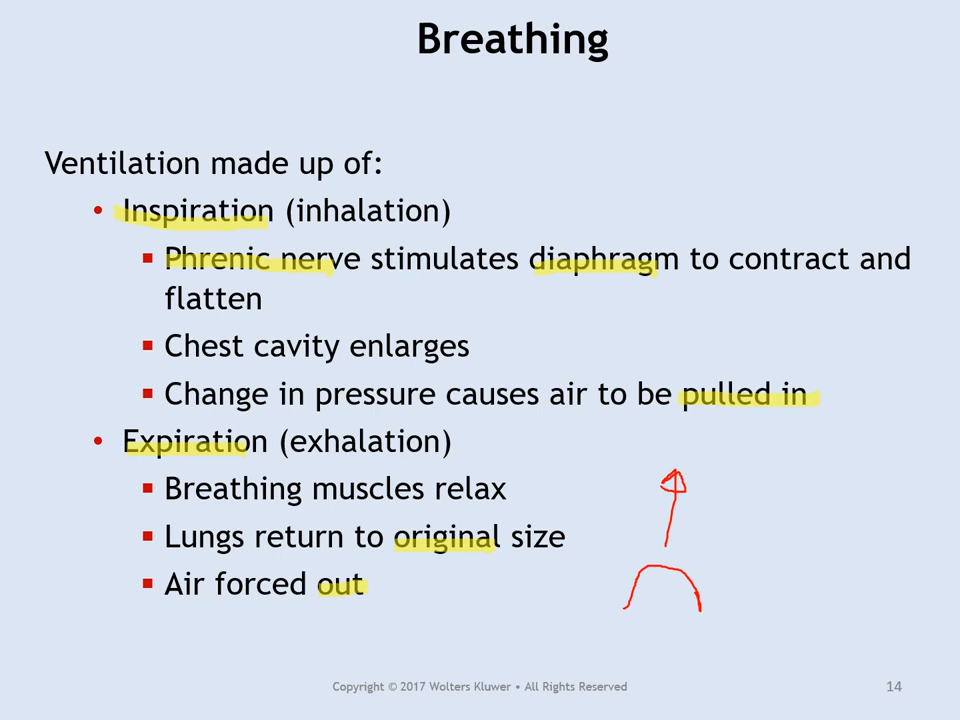 Breathing
Ventilation made up of:
• Inspiration (inhalation)
▪ Phrenic nerve stimulates diaphragm to contract and
flatten
▪ Chest cavity enlarges
▪ Change in pressure causes air to be pulled in
• Expiration (exhalation)
▪ Breathing muscles relax
▪ Lungs return to original size
▪ Air forced out
Copyright © 2017 Wolters Kluwer • All Rights Reserved
14